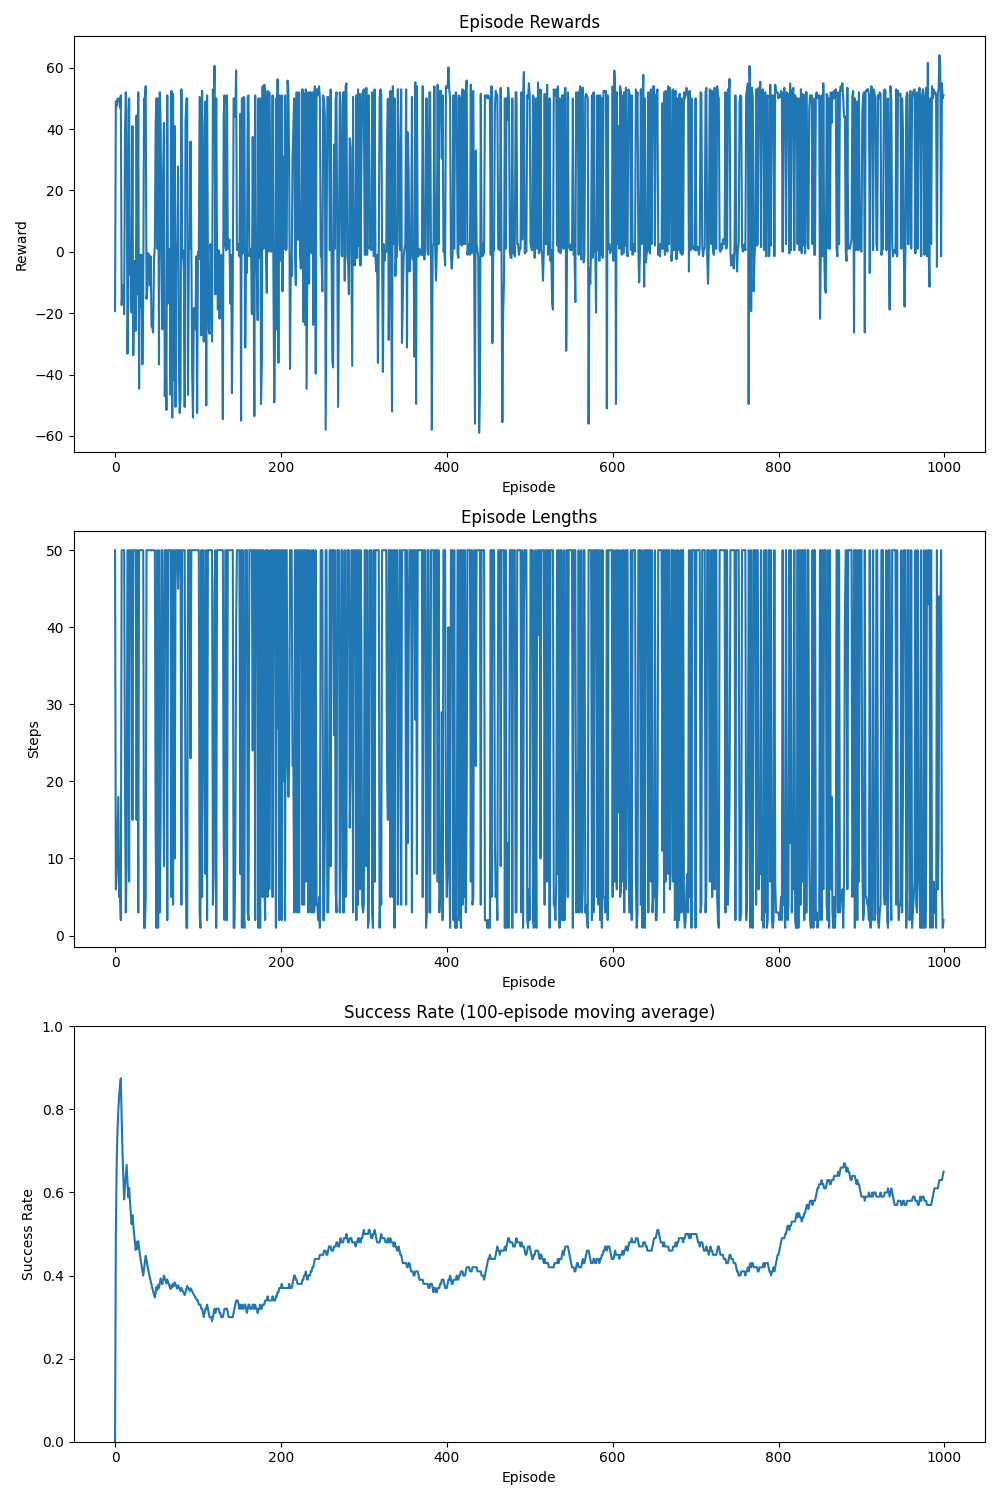 Episode Rewards
60
40
20
0
−20
−40
−60
Reward
0 200 400 600 800 1000
Episode
Episode Lengths
50
40
30
20
10
0
Steps
0 200 400 600 800 1000
Episode
Success Rate (100-episode moving average)
1.0
0.8
0.6
0.4
0.2
0.0
Success Rate
0 200 400 600 800 1000
Episode